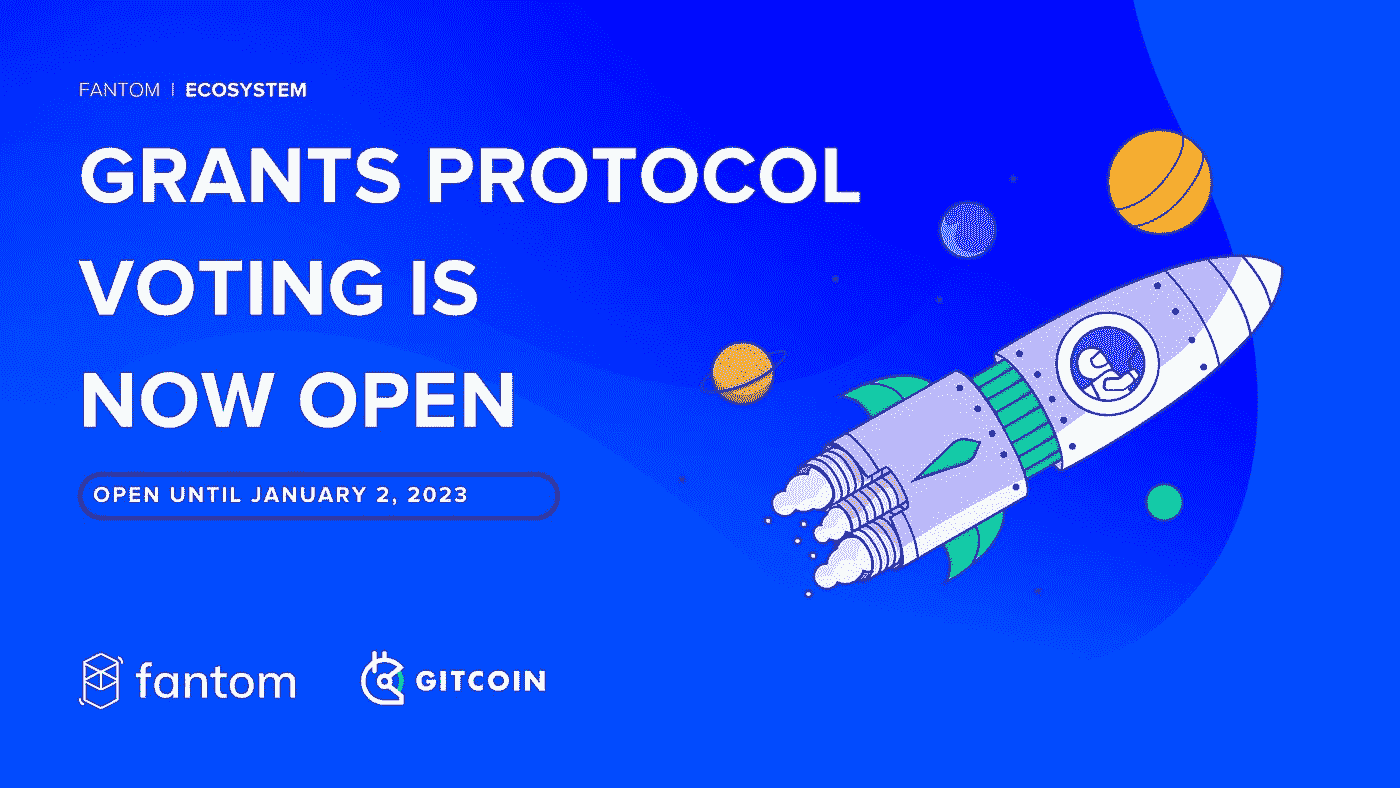 FANTOM | ECOSYSTEM
GRANTS PROTOCOL
VOTING IS
NOW OPEN
OPEN UNTIL JANUARY 2, 2023
fantom GITCOIN